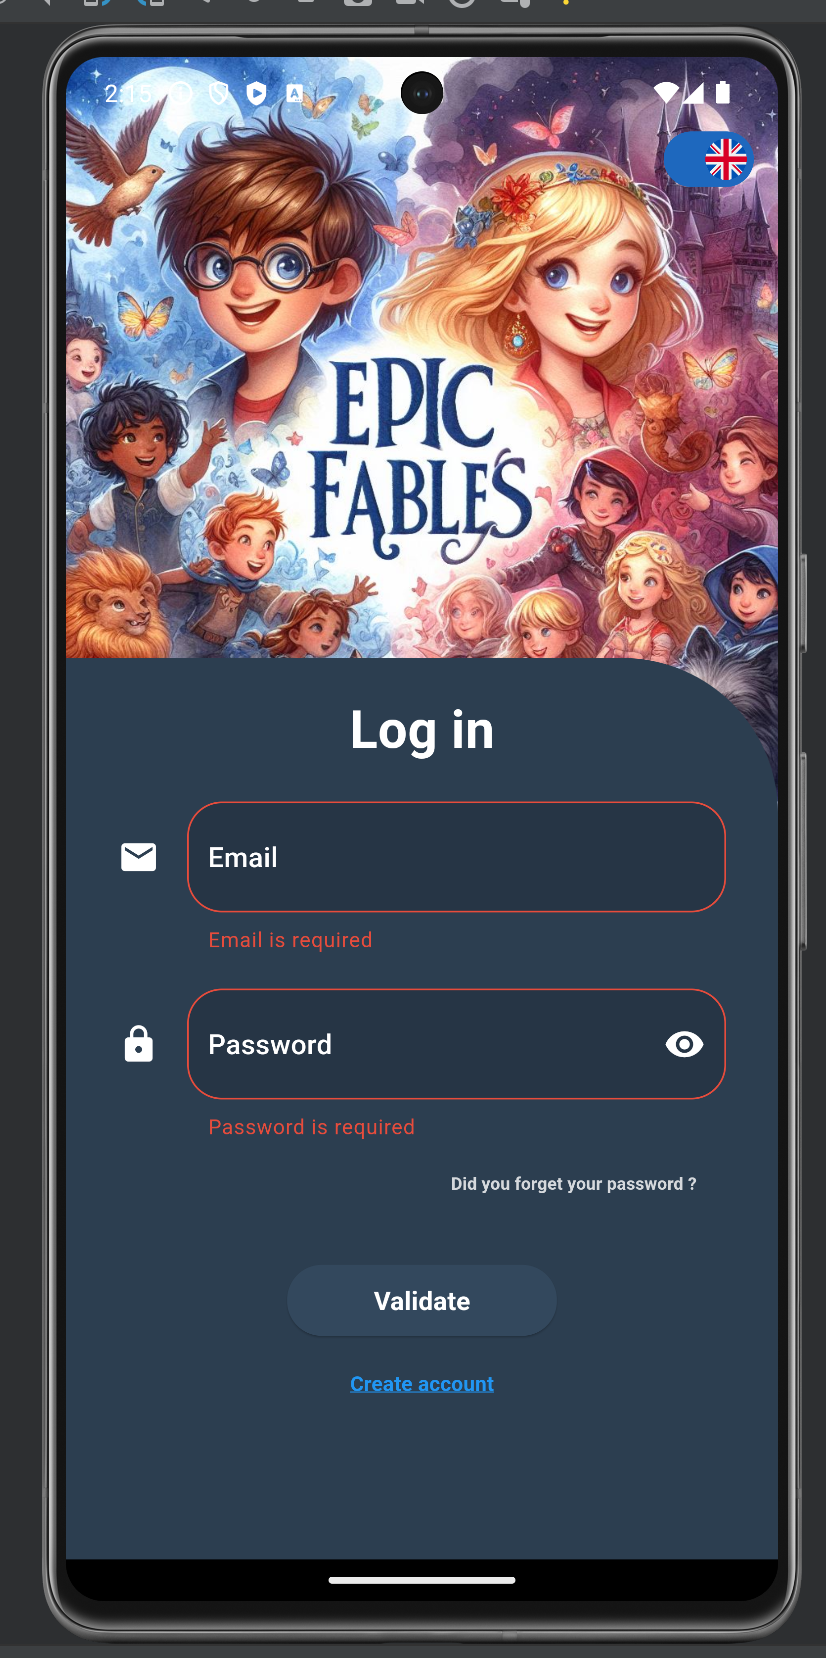 2:15
EPIC
FABLES
Log in
Email
Email is required
Password
Password is required
Did you forget your password ?
Validate
Create account